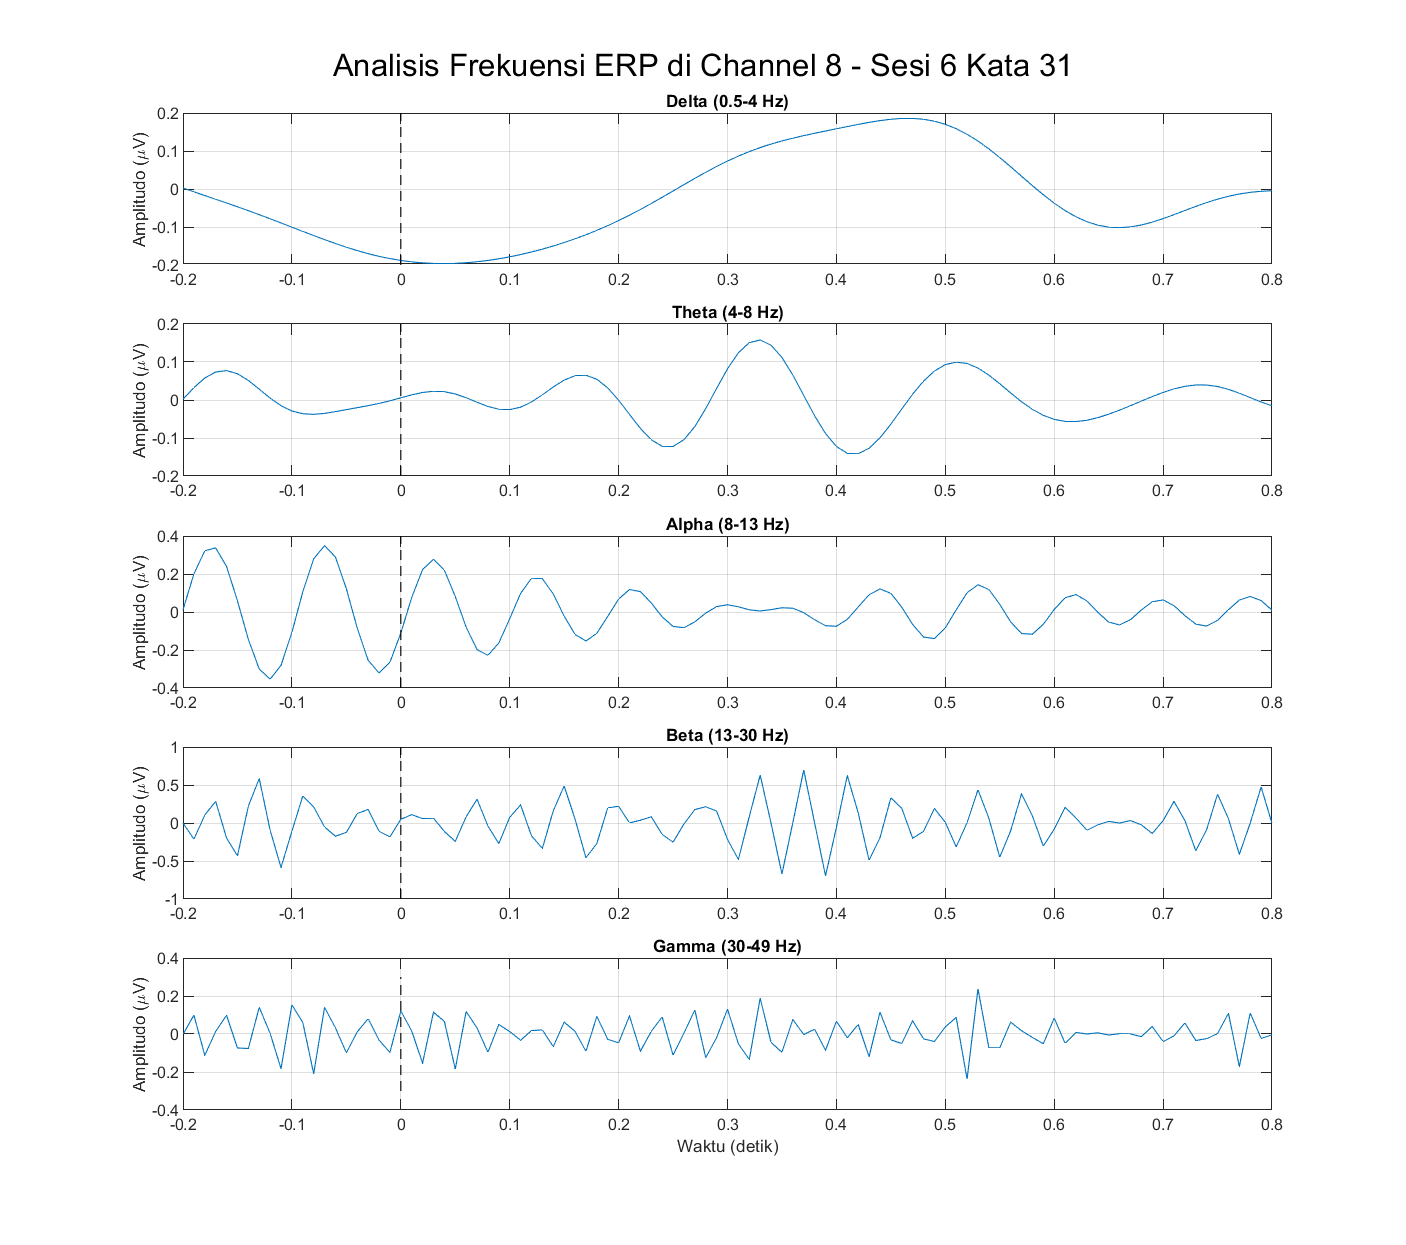 Analisis Frekuensi ERP di Channel 8 - Sesi 6 Kata 31
Delta (0.5-4 Hz)
Amplitudo (μV)
0.2
0.1
0
-0.1
-0.2
-0.2 -0.1 0 0.1 0.2 0.3 0.4 0.5 0.6 0.7 0.8
Theta (4-8 Hz)
Amplitudo (μV)
0.2
0.1
0
-0.1
-0.2
-0.2 -0.1 0 0.1 0.2 0.3 0.4 0.5 0.6 0.7 0.8
Alpha (8-13 Hz)
Amplitudo (μV)
0.4
0.2
0
-0.2
-0.4
-0.2 -0.1 0 0.1 0.2 0.3 0.4 0.5 0.6 0.7 0.8
Beta (13-30 Hz)
Amplitudo (μV)
1
0.5
0
-0.5
-1
-0.2 -0.1 0 0.1 0.2 0.3 0.4 0.5 0.6 0.7 0.8
Gamma (30-49 Hz)
Amplitudo (μV)
0.4
0.2
0
-0.2
-0.4
-0.2 -0.1 0 0.1 0.2 0.3 0.4 0.5 0.6 0.7 0.8
Waktu (detik)